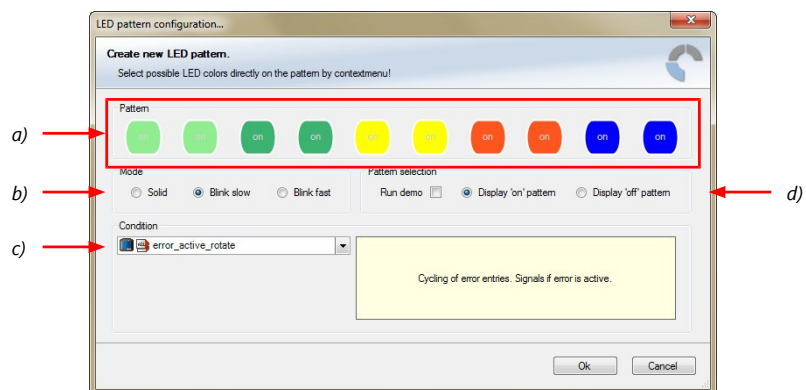 LED pattern configuration...
Create new LED pattern.
Select possible LED colors directly on the pattern by contextmenu!
Pattern
a)
on on on on on on on on on on
Mode
Pattern selection
b)
Solid Blink slow Blink fast
Run demo Display 'on' pattern Display 'off' pattern
d)
Condition
c)
error_active_rotate
Cycling of error entries. Signals if error is active.
Ok Cancel